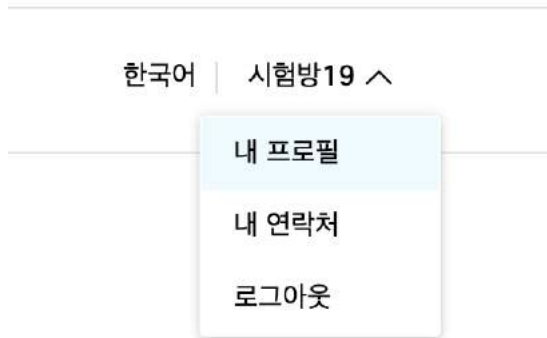 한국어 시험방19
내 프로필
내 연락처
로그아웃